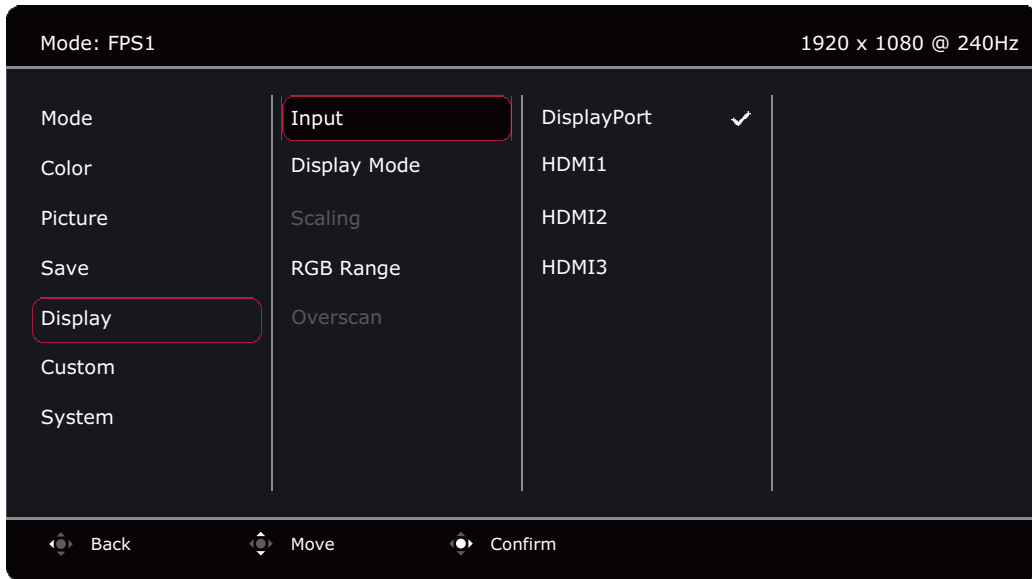 Mode: FPS1
1920 x 1080 @ 240Hz
Mode
Color
Picture
Save
Display
Custom
System
Input
Display Mode
Scaling
RGB Range
Overscan
DisplayPort
HDMI1
HDMI2
HDMI3
Back
Move
Confirm